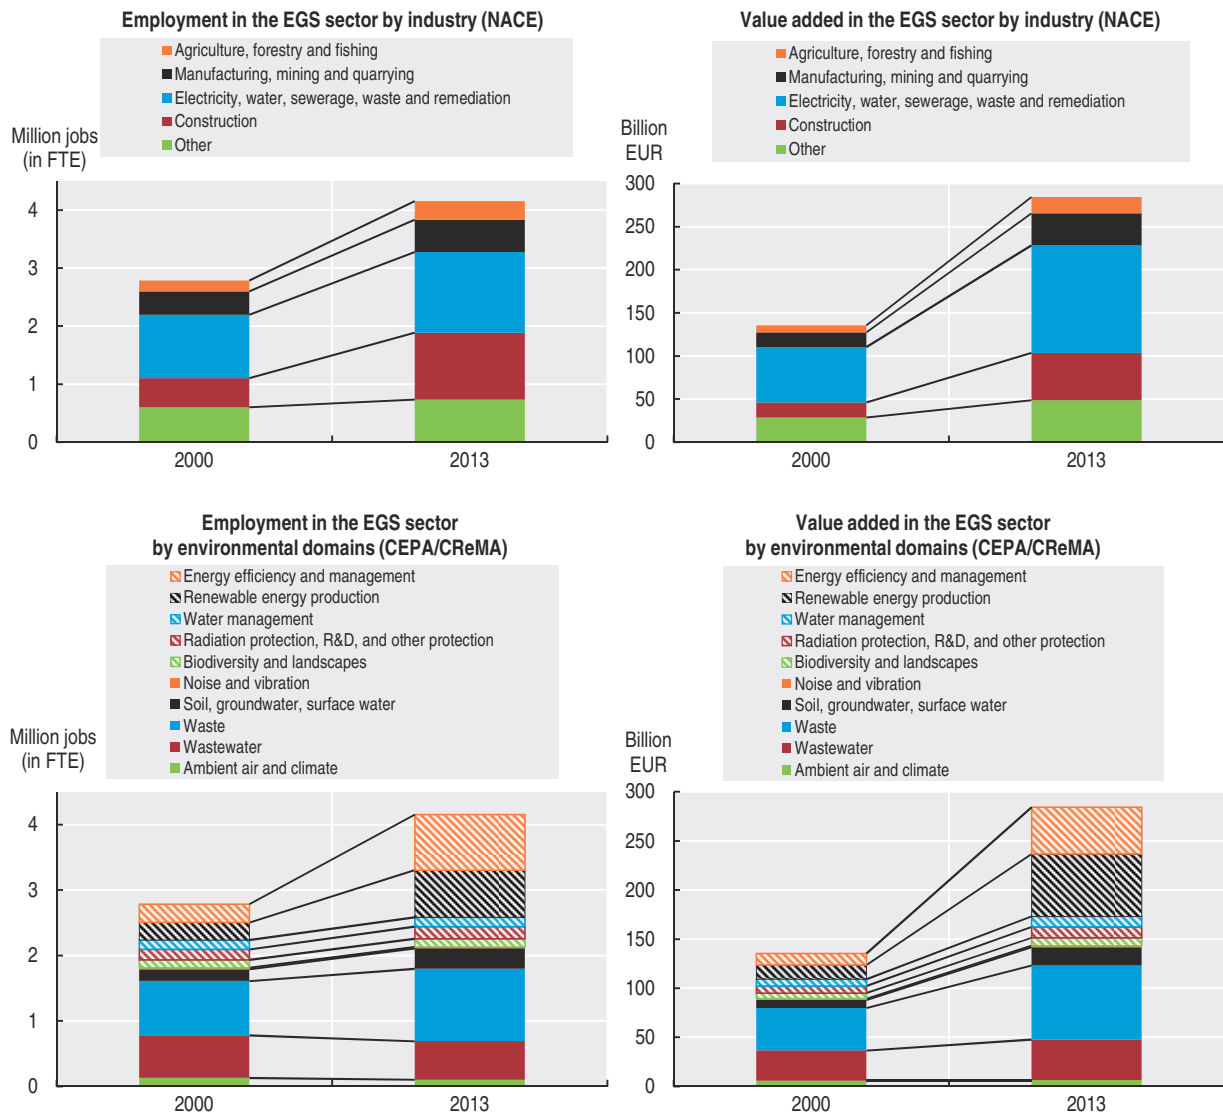 Employment in the EGS sector by industry (NACE)
Agriculture, forestry and fishing
Manufacturing, mining and quarrying
Electricity, water, sewerage, waste and remediation
Construction
Other
Million jobs
(in FTE)
4
3
2
1
0
2000
2013
Value added in the EGS sector by industry (NACE)
Agriculture, forestry and fishing
Manufacturing, mining and quarrying
Electricity, water, sewerage, waste and remediation
Construction
Other
Billion
EUR
300
250
200
150
100
50
0
2000
2013
Employment in the EGS sector
by environmental domains (CEPA/CReMA)
Energy efficiency and management
Renewable energy production
Water management
Radiation protection, R&D, and other protection
Biodiversity and landscapes
Noise and vibration
Soil, groundwater, surface water
Waste
Wastewater
Ambient air and climate
Million jobs
(in FTE)
4
3
2
1
0
2000
2013
Value added in the EGS sector
by environmental domains (CEPA/CReMA)
Energy efficiency and management
Renewable energy production
Water management
Radiation protection, R&D, and other protection
Biodiversity and landscapes
Noise and vibration
Soil, groundwater, surface water
Waste
Wastewater
Ambient air and climate
Billion
EUR
300
250
200
150
100
50
0
2000
2013